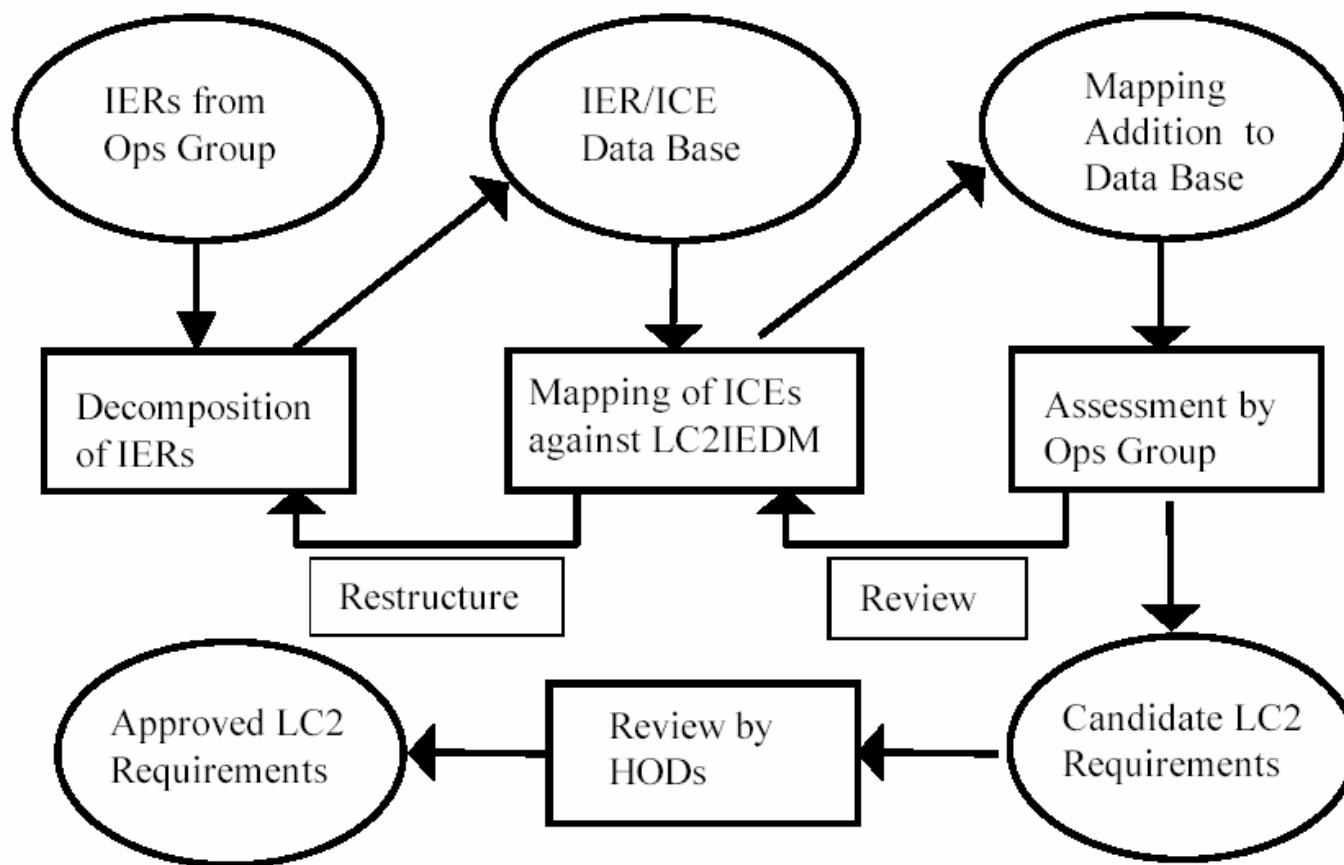 IERs from
Ops Group
IER/ICE
Data Base
Mapping
Addition to
Data Base
Decomposition
of IERs
Mapping of ICEs
against LC2IEDM
Assessment by
Ops Group
Restructure
Review
Approved LC2
Requirements
Review by
HODs
Candidate LC2
Requirements